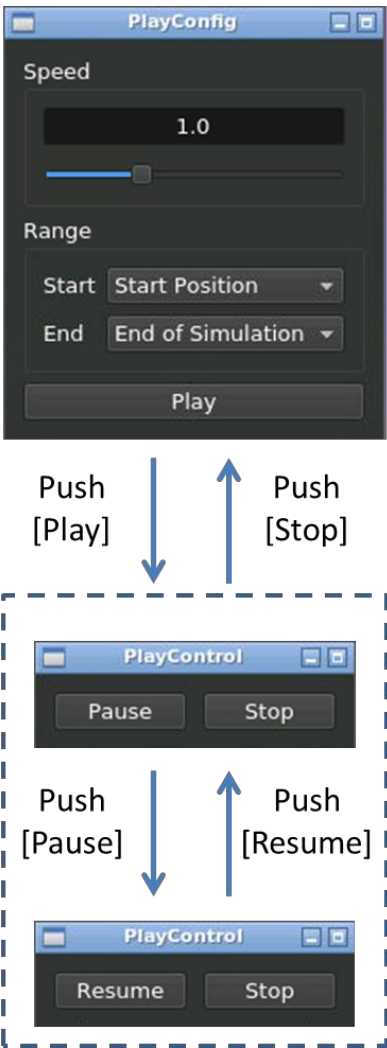 PlayConfig
Speed
1.0
Range
Start Start Position
End End of Simulation
Play
Push
[Play]
Push
[Stop]
PlayControl
Pause Stop
Push
[Pause]
Push
[Resume]
PlayControl
Resume Stop